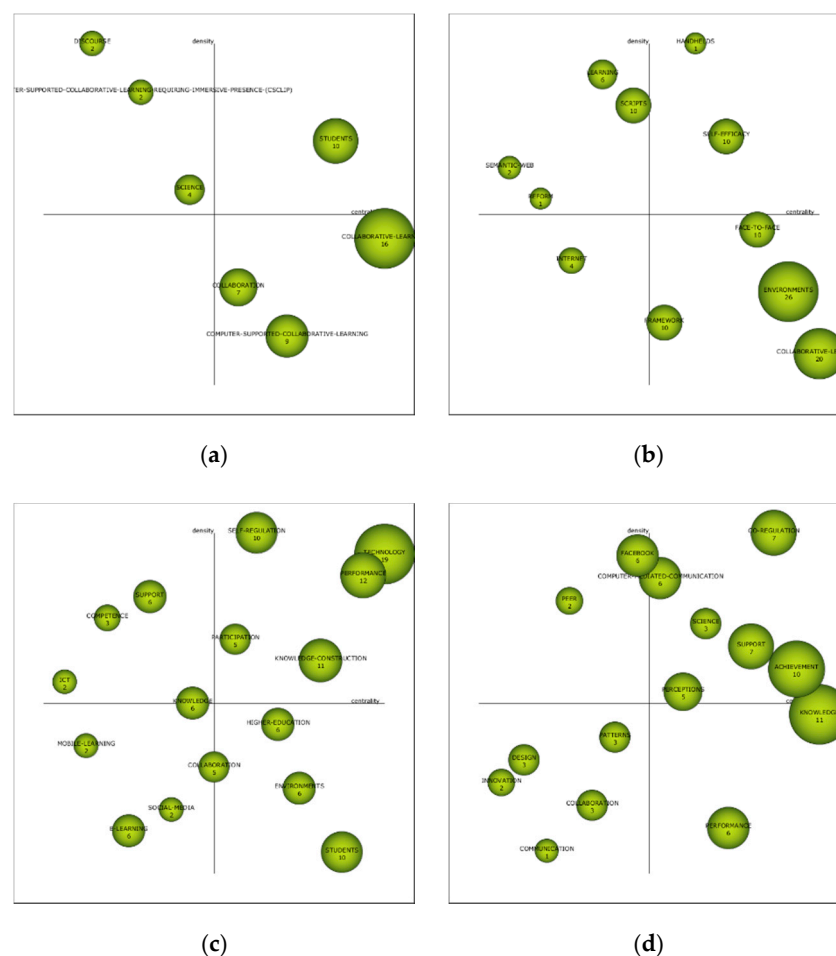 DISCOURSE
2
density
TER-SUPPORTED-COLLABORATIVE-LEARNING-REQUIRING-IMMERSIVE-PRESENCE-(CSCLIP)
2
STUDENTS
10
SCIENCE
4
centrality
COLLABORATIVE-LEARN
16
COLLABORATION
7
COMPUTER-SUPPORTED-COLLABORATIVE-LEARNING
9
(a)
density
HANDHELDS
1
LEARNING
6
SCRIPTS
10
SELF-EFFICACY
10
SEMANTIC-WEB
2
REFORM
1
centrality
FACE-TO-FACE
10
INTERNET
4
ENVIRONMENTS
26
FRAMEWORK
10
COLLABORATIVE-LE
20
(b)
density
SELF-REGULATION
10
TECHNOLOGY
19
PERFORMANCE
12
SUPPORT
6
COMPETENCE
3
PARTICIPATION
5
KNOWLEDGE-CONSTRUCTION
11
ICT
2
KNOWLEDGE
6
centrality
HIGHER-EDUCATION
6
MOBILE-LEARNING
COLLABORATION
5
ENVIRONMENTS
6
SOCIAL-MEDIA
2
E-LEARNING
6
STUDENTS
10
(c)
density
CO-REGULATION
7
FACEBOOK
6
COMPUTER-MEDIATED-COMMUNICATION
6
PEER
2
SCIENCE
3
SUPPORT
7
ACHIEVEMENT
10
PERCEPTIONS
5
centrality
KNOWLEDG
11
PATTERNS
3
DESIGN
3
INNOVATION
2
COLLABORATION
3
PERFORMANCE
6
COMMUNICATION
1
(d)